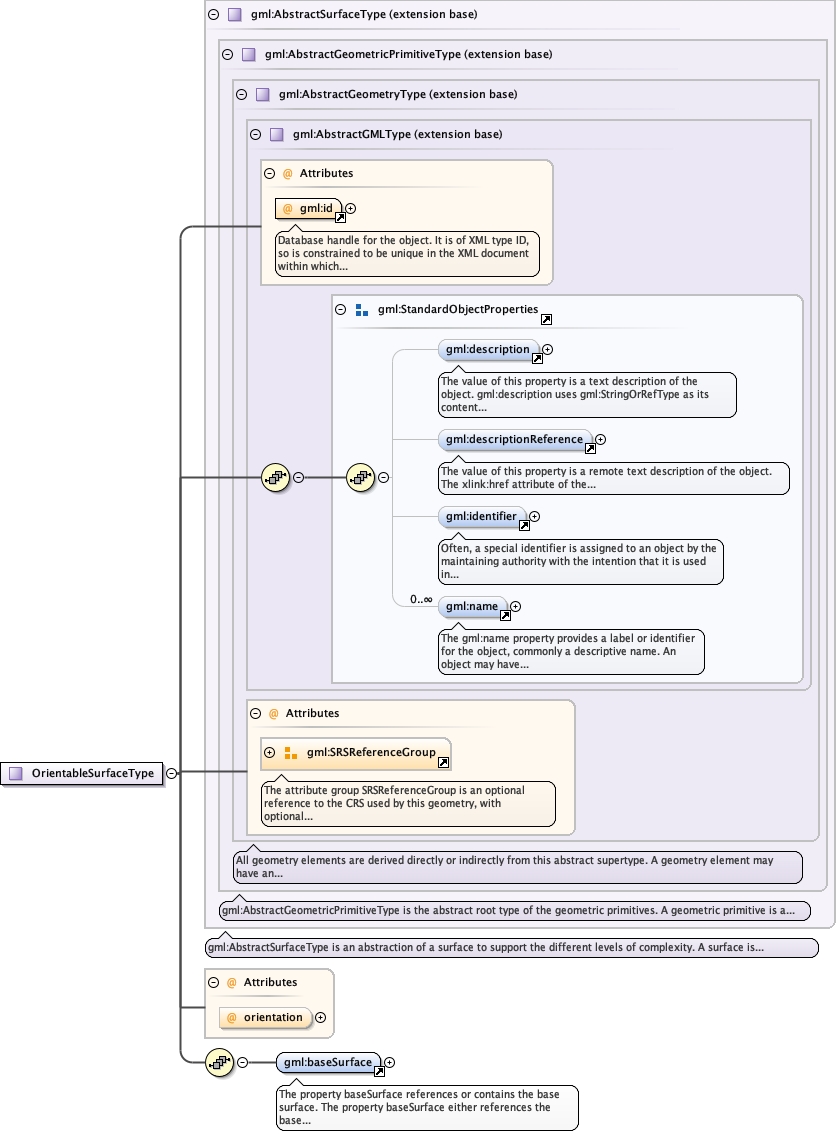 gml:AbstractSurfaceType (extension base)
gml:AbstractGeometricPrimitiveType (extension base)
gml:AbstractGeometryType (extension base)
gml:AbstractGMLType (extension base)
@ Attributes
@ gml:id
Database handle for the object. It is of XML type ID,
so is constrained to be unique in the XML document
within which...
gml:StandardObjectProperties
gml:description
The value of this property is a text description of the
object. gml:description uses gml:StringOrRefType as its
content...
gml:descriptionReference
The value of this property is a remote text description of the object.
The xlink:href attribute of the...
gml:identifier
Often, a special identifier is assigned to an object by the
maintaining authority with the intention that it is used
in...
0..∞
gml:name
The gml:name property provides a label or identifier
for the object, commonly a descriptive name. An
object may have...
@ Attributes
gml:SRSReferenceGroup
OrientableSurfaceType
The attribute group SRSReferenceGroup is an optional
reference to the CRS used by this geometry, with
optional...
All geometry elements are derived directly or indirectly from this abstract supertype. A geometry element may
have an...
gml:AbstractGeometricPrimitiveType is the abstract root type of the geometric primitives. A geometric primitive is a...
gml:AbstractSurfaceType is an abstraction of a surface to support the different levels of complexity. A surface is...
@ Attributes
@ orientation
gml:baseSurface
The property baseSurface references or contains the base
surface. The property baseSurface either references the
base...